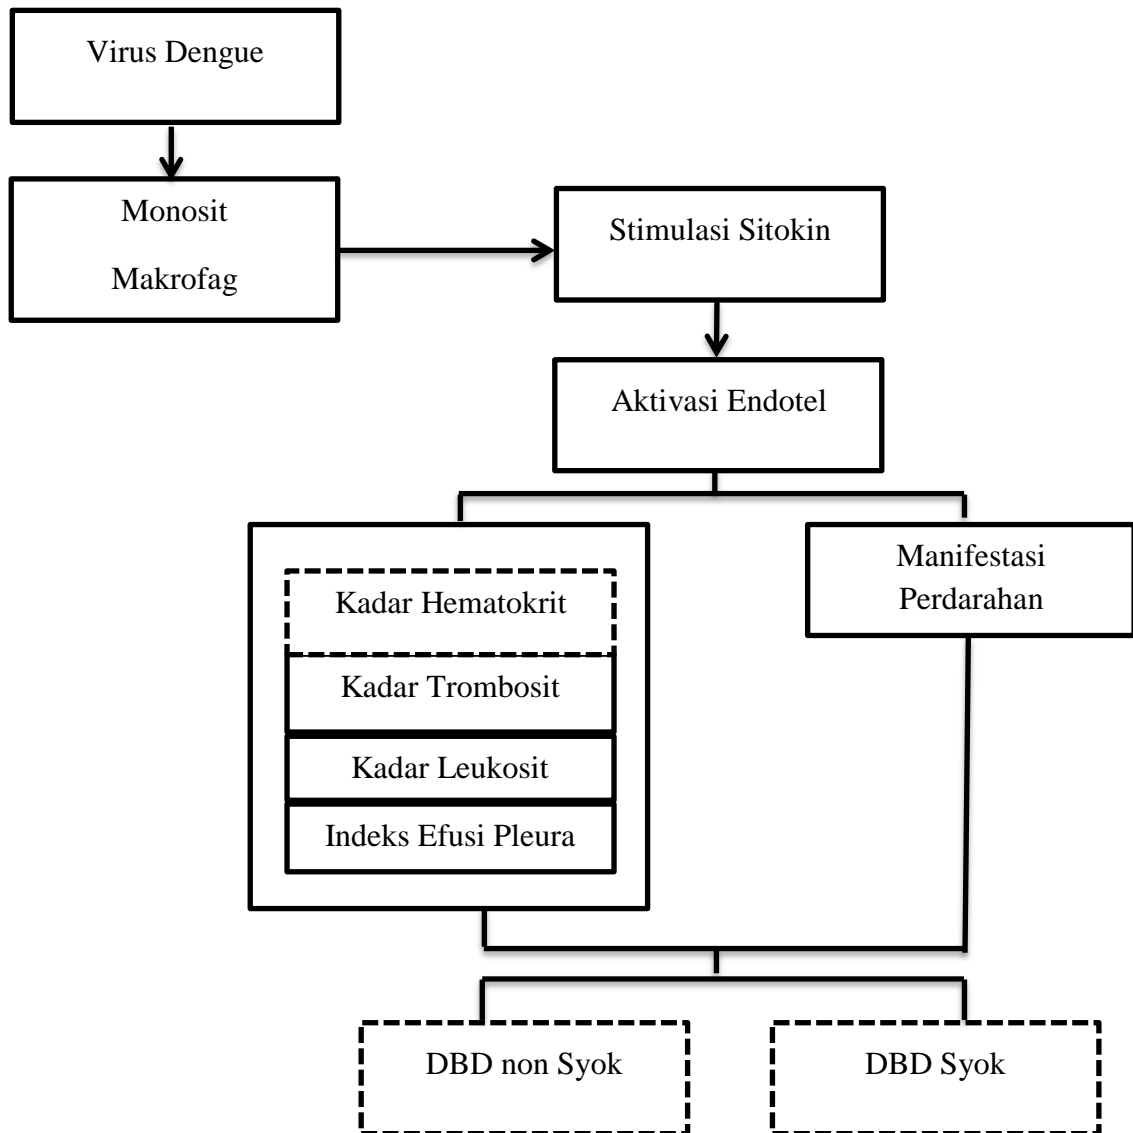 Virus Dengue
Monosit
Makrofag
Stimulasi Sitokin
Aktivasi Endotel
Kadar Hematokrit
Kadar Trombosit
Kadar Leukosit
Indeks Efusi Pleura
Manifestasi
Perdarahan
DBD non Syok
DBD Syok